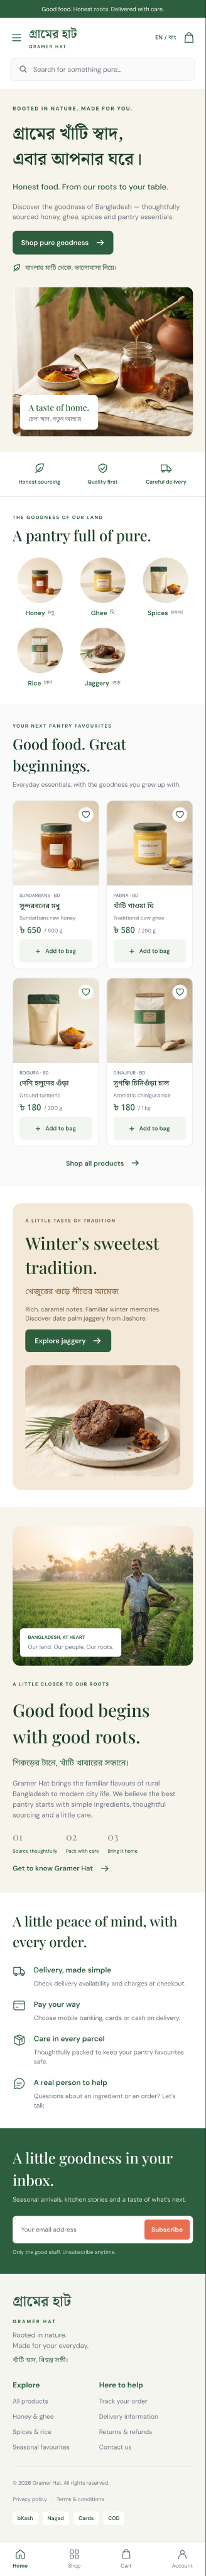 Good food. Honest roots. Delivered with care.
গ্রামের হাট
GRAMER HAT
EN / বাং
Search for something pure...
ROOTED IN NATURE. MADE FOR YOU.
গ্রামের খাঁটি স্বাদ,
এবার আপনার ঘরে।
Honest food. From our roots to your table.
Discover the goodness of Bangladesh — thoughtfully
sourced honey, ghee, spices and pantry essentials.
Shop pure goodness
বাংলার মাটি থেকে, ভালোবাসা নিয়ে।
A taste of home.
চেনা স্বাদ, নতুন আস্থায়
Honest sourcing
Quality first
Careful delivery
THE GOODNESS OF OUR LAND
A pantry full of pure.
Honey মধু
Ghee ঘি
Spices মসলা
Rice চাল
Jaggery গুড়
YOUR NEXT PANTRY FAVOURITES
Good food. Great
beginnings.
Everyday essentials, with the goodness you grew up with.
SUNDARBANS · BD
সুন্দরবনের মধু
Sundarbans raw honey
৳ 650 / 500 g
+ Add to bag
PABNA · BD
খাঁটি গাওয়া ঘি
Traditional cow ghee
৳ 580 / 250 g
+ Add to bag
BOGURA · BD
দেশি হলুদের গুঁড়া
Ground turmeric
৳ 180 / 200 g
+ Add to bag
DINAJPUR · BD
সুগন্ধি চিনিগুঁড়া চাল
Aromatic chinigura rice
৳ 180 / 1 kg
+ Add to bag
Shop all products
A LITTLE TASTE OF TRADITION
Winter's sweetest
tradition.
খেজুরের গুড়ে শীতের আমেজ
Rich, caramel notes. Familiar winter memories.
Discover date palm jaggery from Jashore.
Explore jaggery
BANGLADESH, AT HEART
Our land. Our people. Our roots.
A LITTLE CLOSER TO OUR ROOTS
Good food begins
with good roots.
শিকড়ের টানে, খাঁটি খাবারের সন্ধানে।
Gramer Hat brings the familiar flavours of rural
Bangladesh to modern city life. We believe the best
pantry starts with simple ingredients, thoughtful
sourcing and a little care.
01
Source thoughtfully
02
Pack with care
03
Bring it home
Get to know Gramer Hat
A little peace of mind, with
every order.
Delivery, made simple
Check delivery availability and charges at checkout.
Pay your way
Choose mobile banking, cards or cash on delivery.
Care in every parcel
Thoughtfully packed to keep your pantry favourites
safe.
A real person to help
Questions about an ingredient or an order? Let's
talk.
A little goodness in your
inbox.
Seasonal arrivals, kitchen stories and a taste of what's next.
Your email address
Subscribe
Only the good stuff. Unsubscribe anytime.
গ্রামের হাট
GRAMER HAT
Rooted in nature.
Made for your everyday.
খাঁটি স্বাদ, বিশ্বস্ত সঙ্গী।
Explore
All products
Honey & ghee
Spices & rice
Seasonal favourites
Here to help
Track your order
Delivery information
Returns & refunds
Contact us
© 2026 Gramer Hat. All rights reserved.
Privacy policy · Terms & conditions
bKash
Nagad
Cards
COD
Home
Shop
Cart
Account